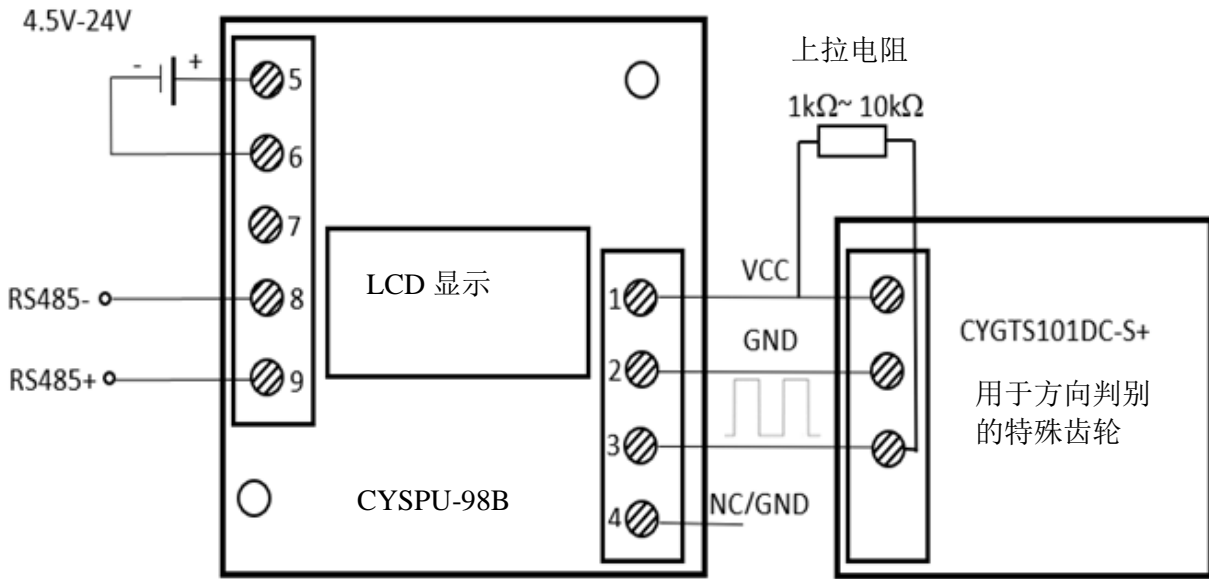 4.5V-24V
- +
5
6
7
RS485- 8
RS485+ 9
LCD 显示
CYSPU-98B
1
2
3
4
VCC
GND
NC/GND
上拉电阻
1kΩ~ 10kΩ
CYGTS101DC-S+
用于方向判别
的特殊齿轮